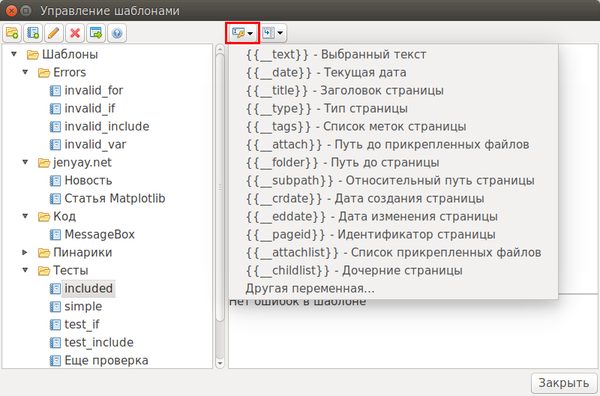 Управление шаблонами
Шаблоны
Errors
invalid_for
invalid_if
invalid_include
invalid_var
jenyay.net
Новость
Статья Matplotlib
Код
MessageBox
Пинарики
Тесты
included
simple
test_if
test_include
Еще проверка
{{__text}} - Выбранный текст
{{__date}} - Текущая дата
{{__title}} - Заголовок страницы
{{__type}} - Тип страницы
{{__tags}} - Список меток страницы
{{__attach}} - Путь до прикрепленных файлов
{{__folder}} - Путь до страницы
{{__subpath}} - Относительный путь страницы
{{__crdate}} - Дата создания страницы
{{__eddate}} - Дата изменения страницы
{{__pageid}} - Идентификатор страницы
{{__attachlist}} - Список прикрепленных файлов
{{__childlist}} - Дочерние страницы
Другая переменная...
Нет ошибок в шаблоне
Закрыть